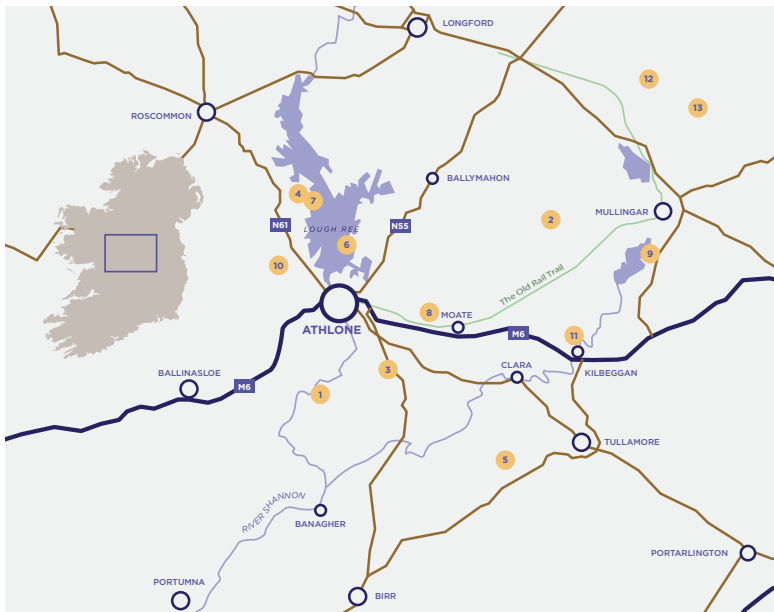 LONGFORD
12
13
ROSCOMMON
BALLYMAHON
4
7
2
MULLINGAR
N61
N55
LOUGH REE
6
9
10
The Old Rail Trail
8
MOATE
ATHLONE
M6
11
CLARA
KILBEGGAN
BALLINASLOE
3
M6
1
TULLAMORE
5
RIVER SHANNON
BANAGHER
PORTARLINGTON
PORTUMNA
BIRR